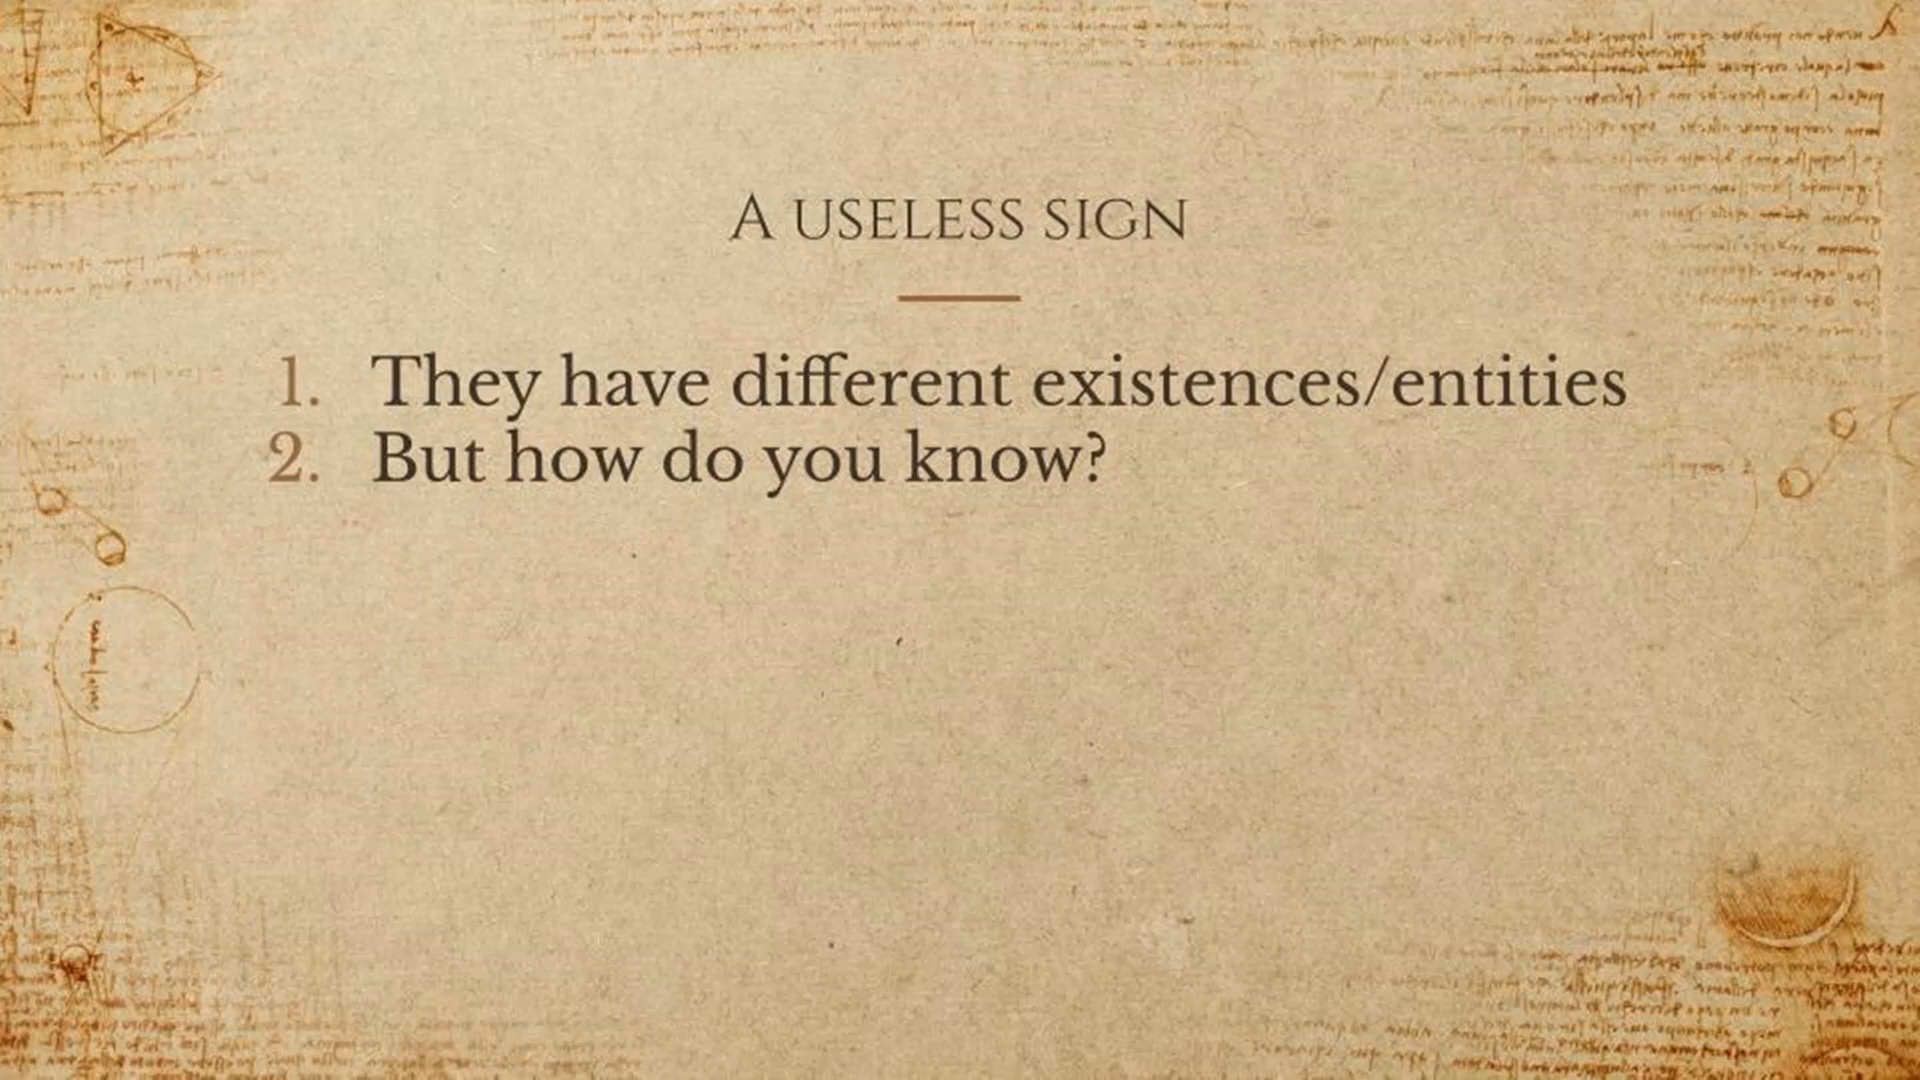 A USELESS SIGN
1. They have different existences/entities
2. But how do you know?